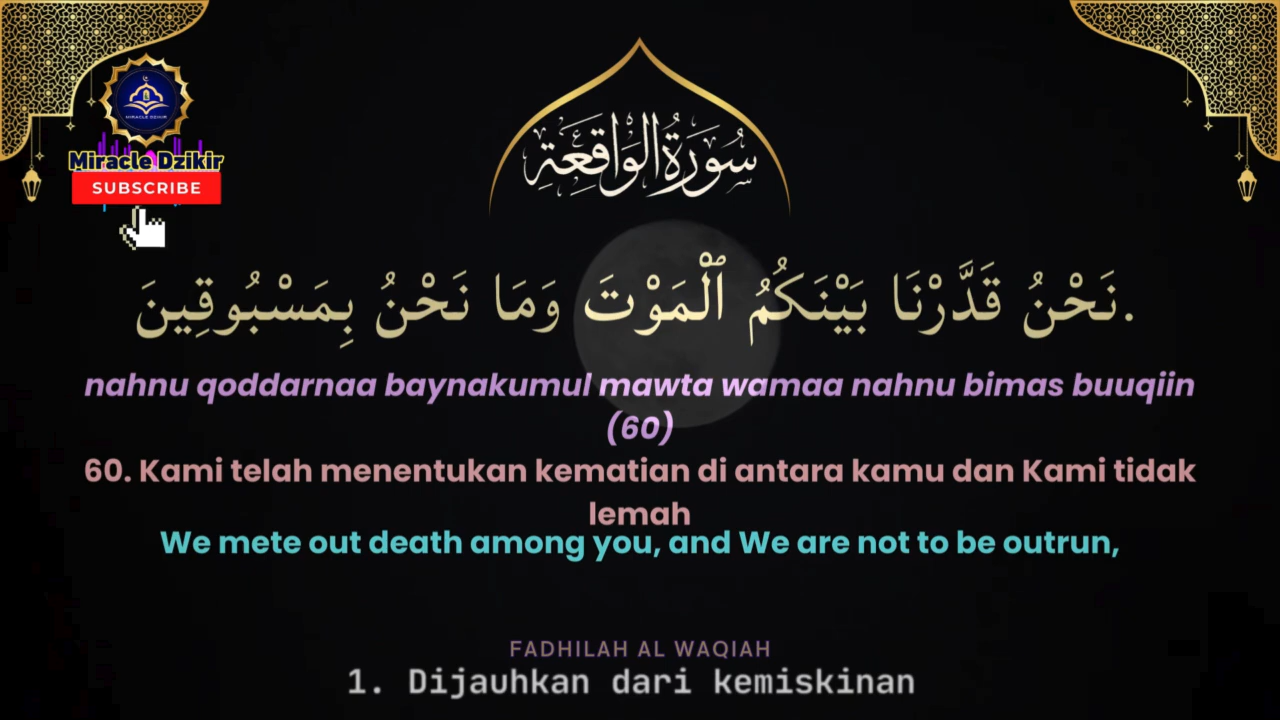 MIRACLE DZIKIR
Miracle Dzikir
SUBSCRIBE
سُورَةُ الْوَاقِعَةِ
نَحْنُ قَدَّرْنَا بَيْنَكُمُ ٱلْمَوْتَ وَمَا نَحْنُ بِمَسْبُوقِينَ.
nahnu qoddarnaa baynakumul mawta wamaa nahnu bimas buuqiin
(60)
60. Kami telah menentukan kematian di antara kamu dan Kami tidak
lemah
We mete out death among you, and We are not to be outrun,
FADHILAH AL WAQIAH
1. Dijauhkan dari kemiskinan